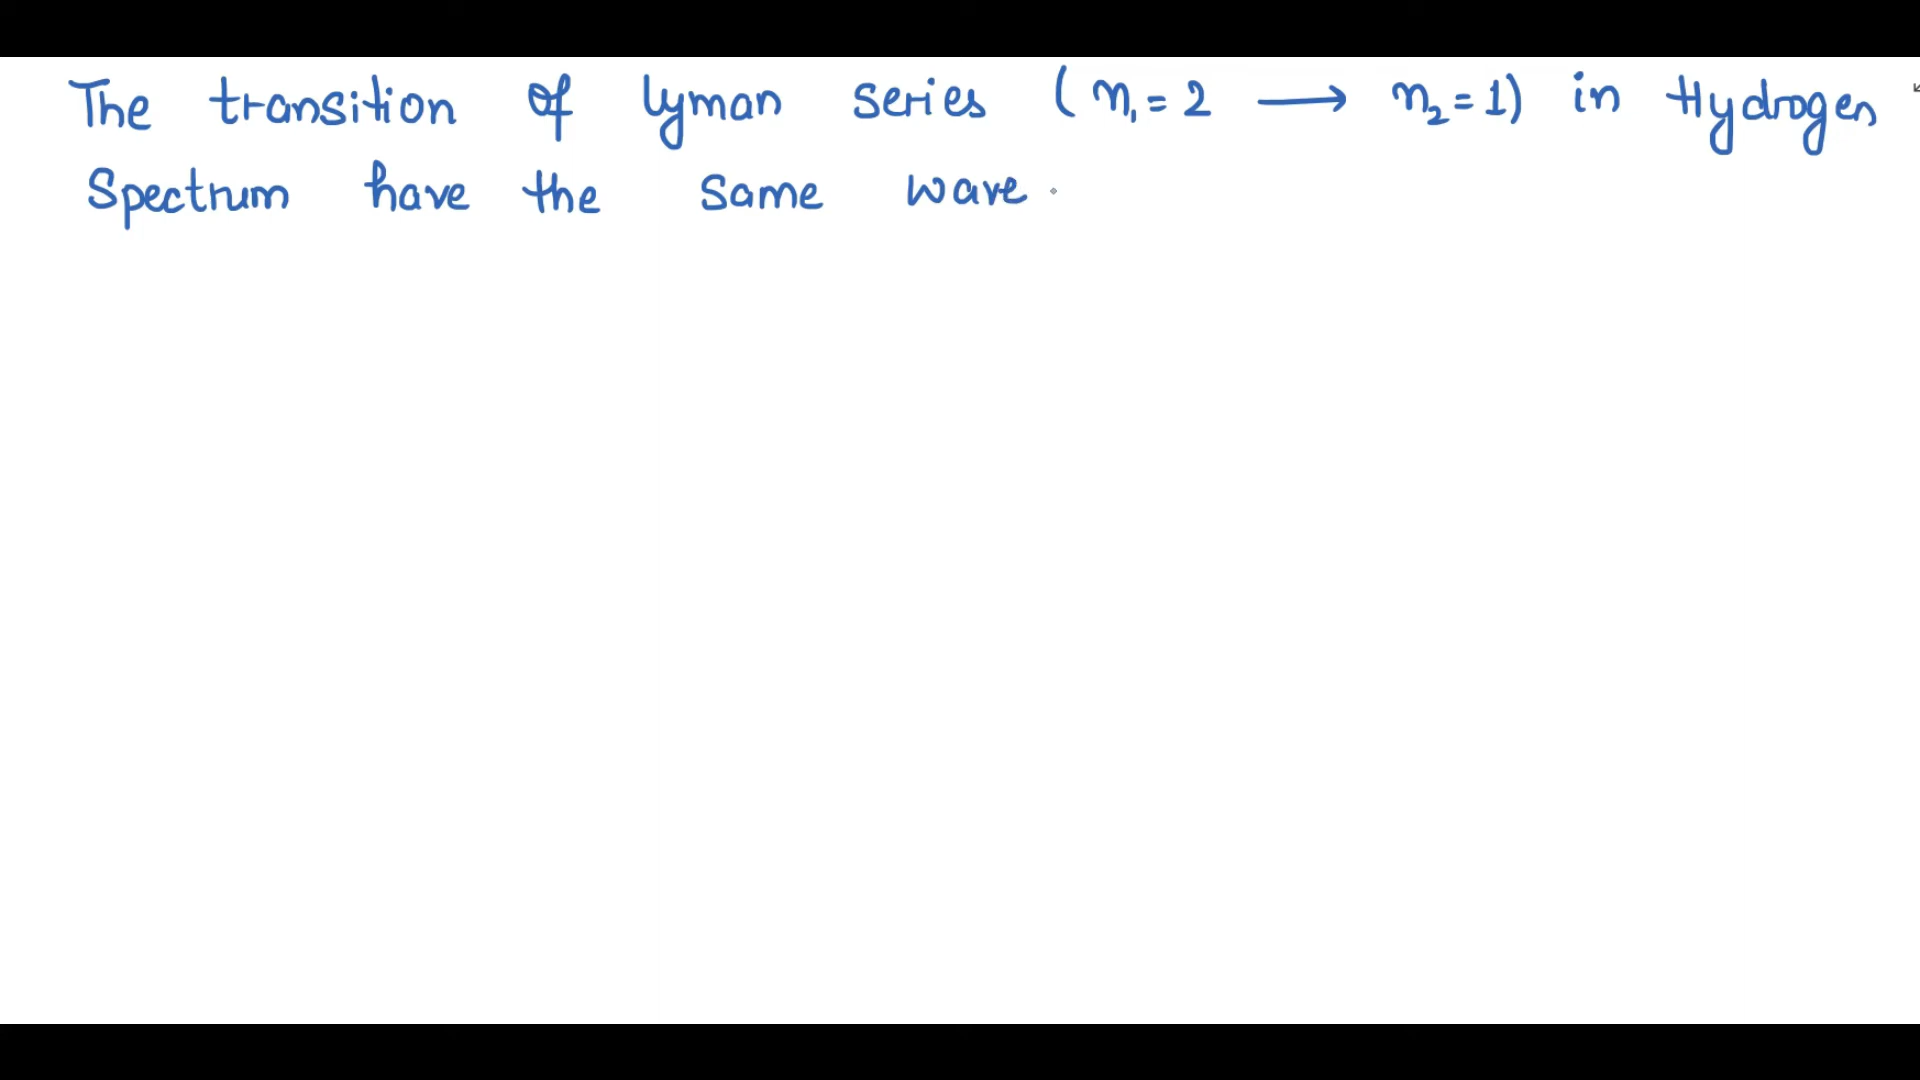 The transition of lyman series (n₁ = 2 ⟶ n₂ = 1) in Hydrogen
Spectrum have the same wave